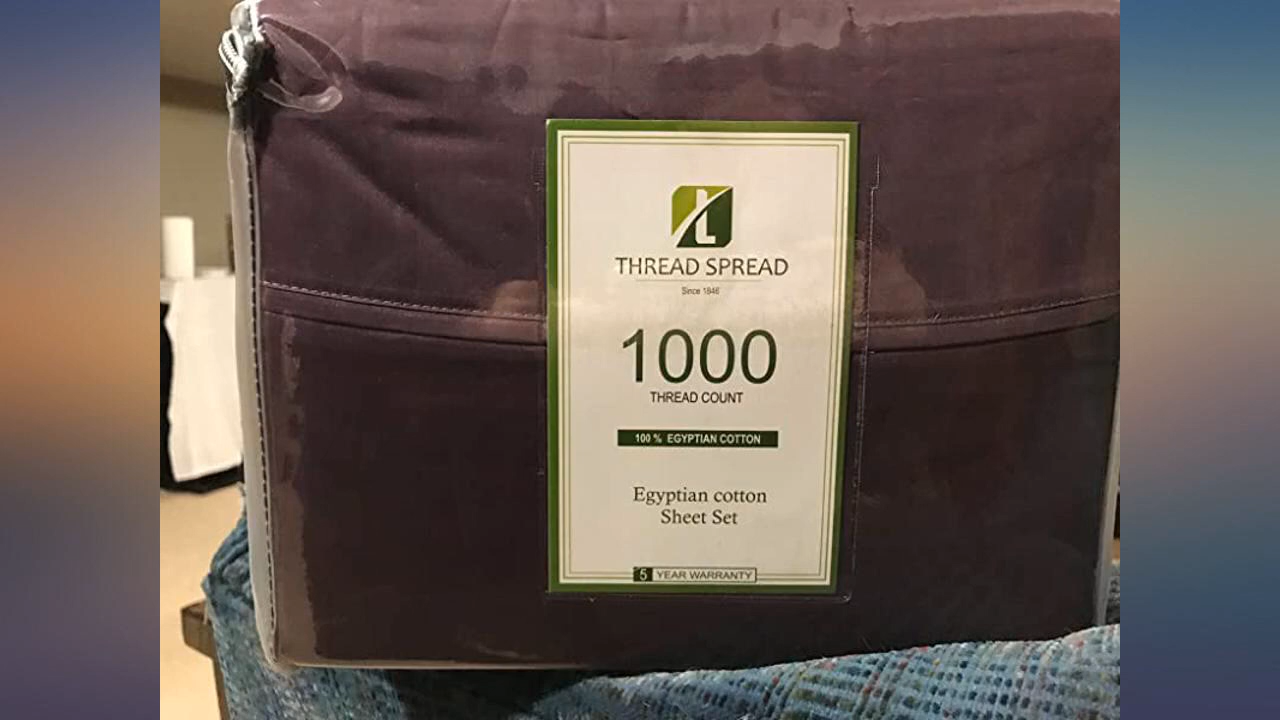 THREAD SPREAD
Since 1846
1000
THREAD COUNT
100 % EGYPTIAN COTTON
Egyptian cotton
Sheet Set
5 YEAR WARRANTY